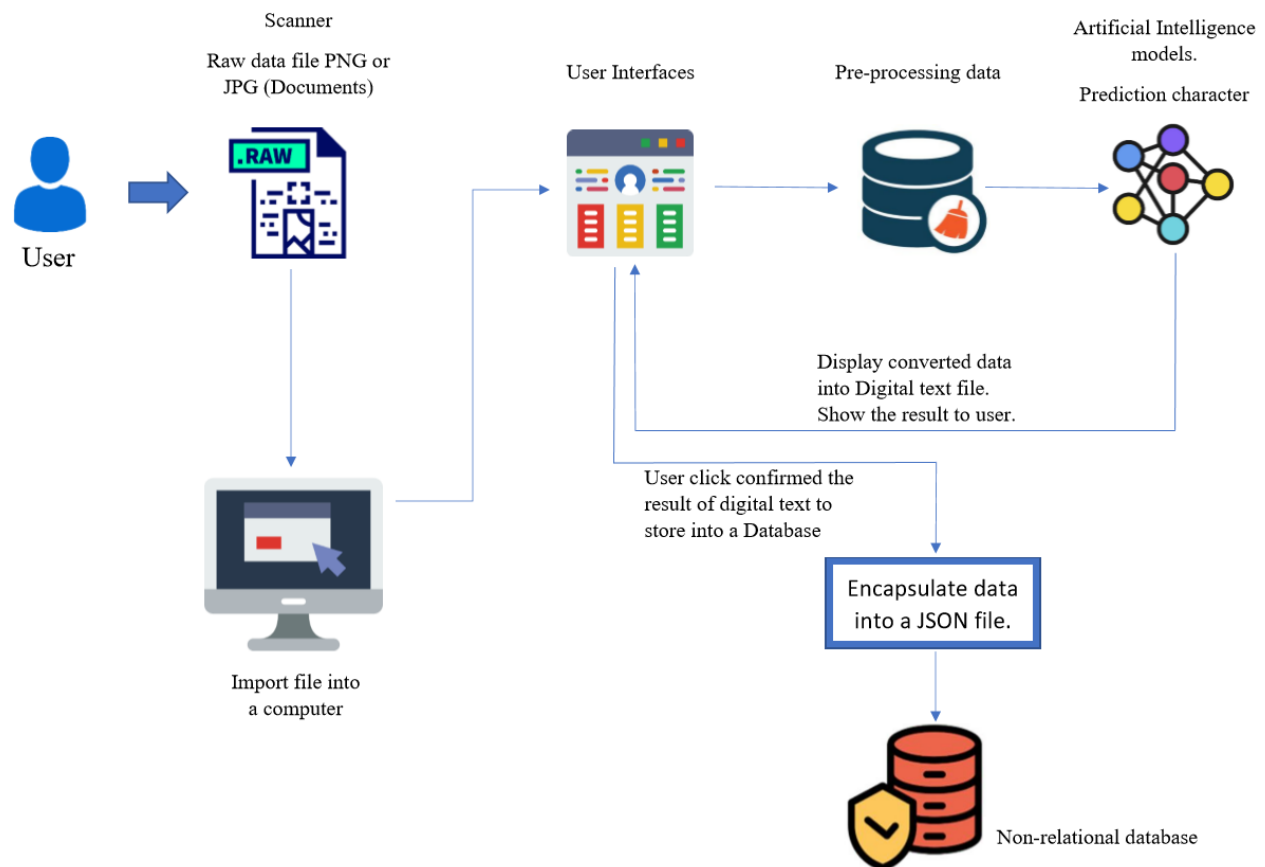 Scanner
Raw data file PNG or
JPG (Documents)
.RAW
User
User Interfaces
Pre-processing data
Artificial Intelligence
models.
Prediction character
Display converted data
into Digital text file.
Show the result to user.
User click confirmed the
result of digital text to
store into a Database
Import file into
a computer
Encapsulate data
into a JSON file.
Non-relational database